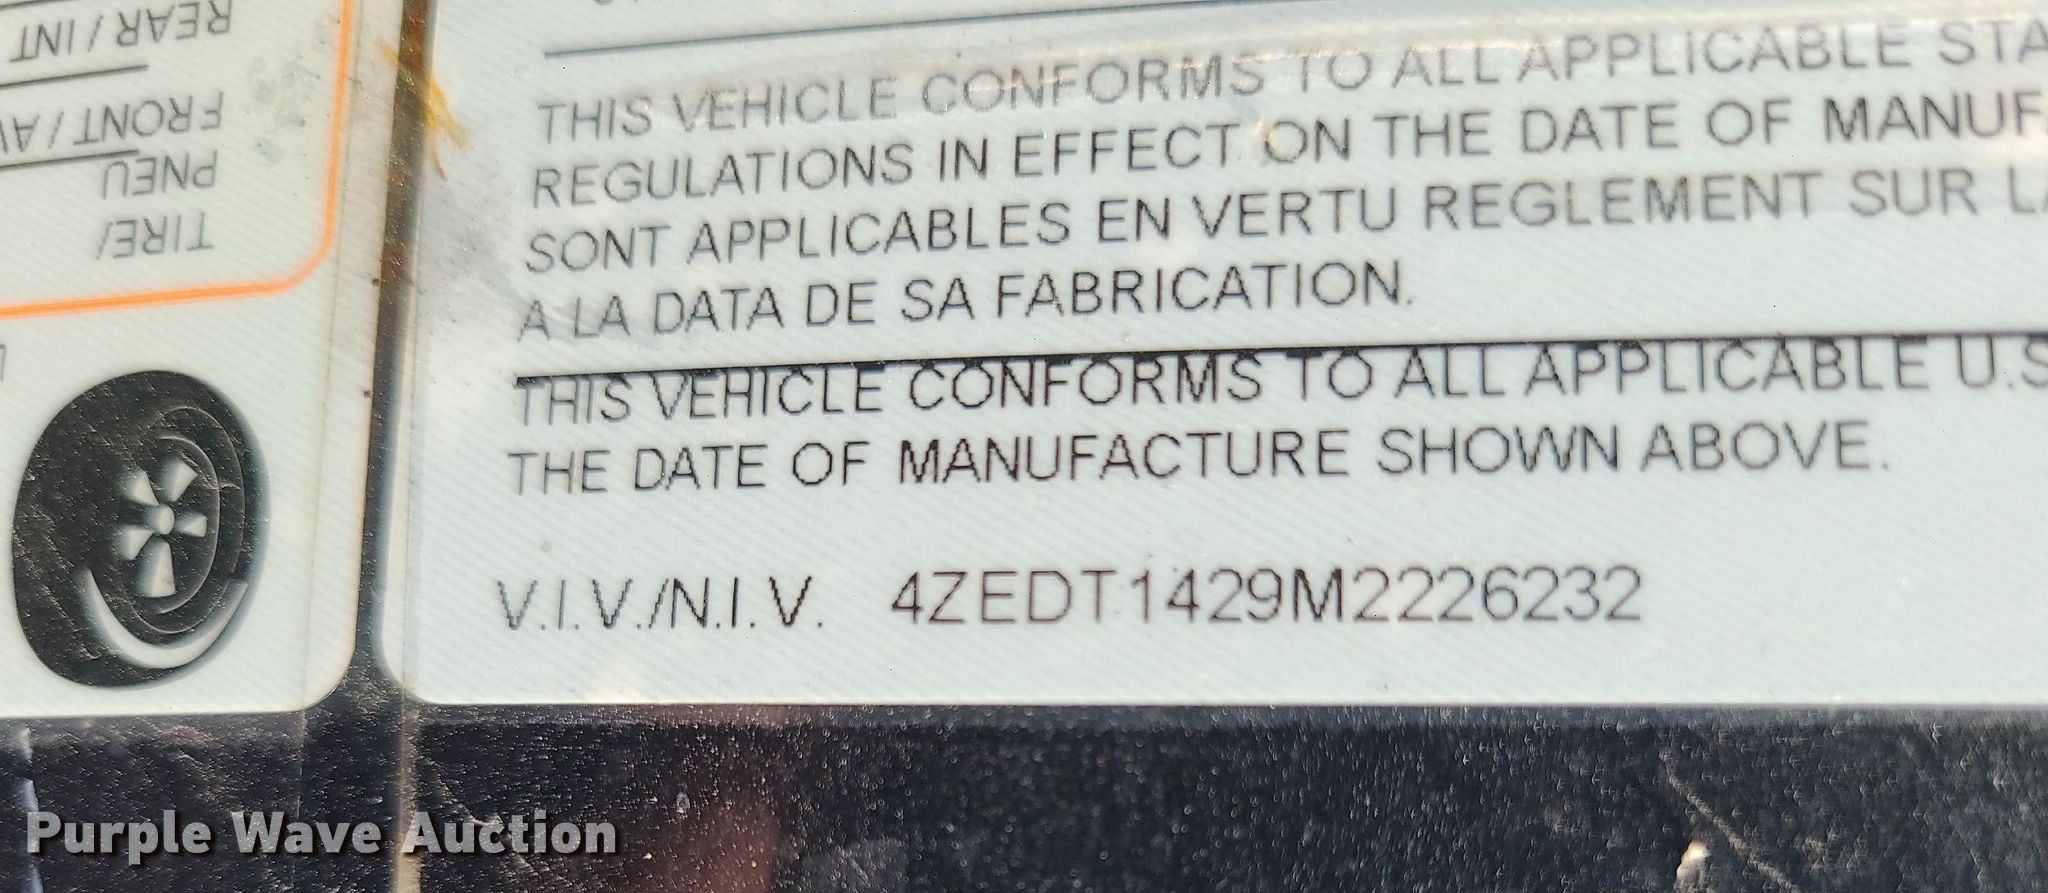 REAR / INT
FRONT / AV
PNEU
TIRE/
THIS VEHICLE CONFORMS TO ALL APPLICABLE STA
REGULATIONS IN EFFECT ON THE DATE OF MANUF
SONT APPLICABLES EN VERTU REGLEMENT SUR LA
A LA DATA DE SA FABRICATION.
THIS VEHICLE CONFORMS TO ALL APPLICABLE U.S
THE DATE OF MANUFACTURE SHOWN ABOVE.
V.I.V./N.I.V. 4ZEDT1429M2226232
Purple Wave Auction